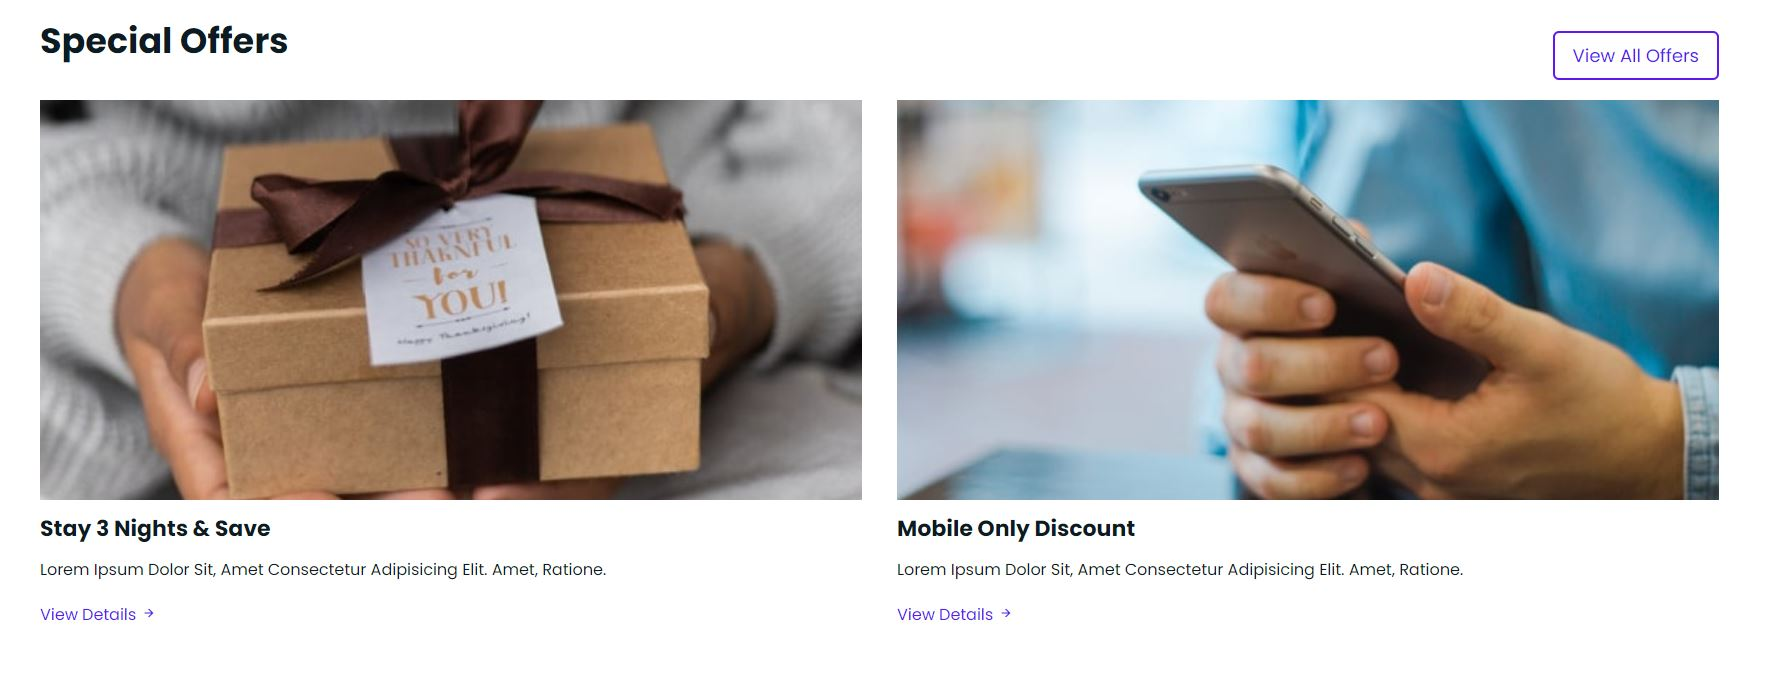 Special Offers
View All Offers
SO VERY
THANKFUL
for
YOU!
Happy Thanksgiving!
Stay 3 Nights & Save
Mobile Only Discount
Lorem Ipsum Dolor Sit, Amet Consectetur Adipisicing Elit. Amet, Ratione.
Lorem Ipsum Dolor Sit, Amet Consectetur Adipisicing Elit. Amet, Ratione.
View Details →
View Details →